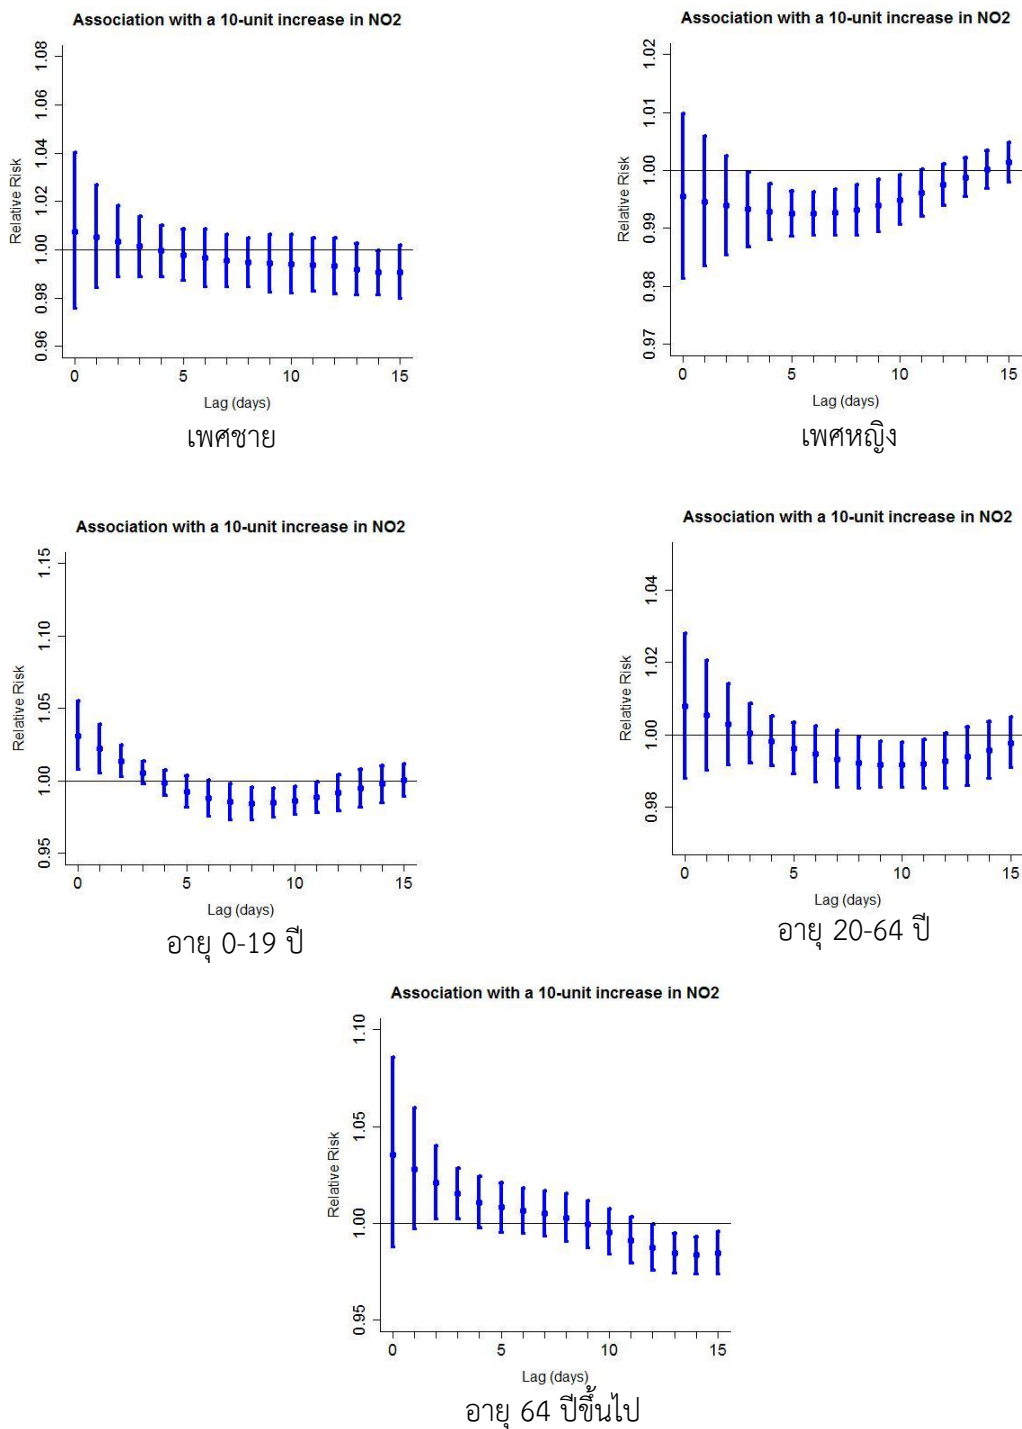 Association with a 10-unit increase in NO2
Relative Risk
1.08
1.06
1.04
1.02
1.00
0.98
0.96
0 5 10 15
Lag (days)
เพศชาย
Association with a 10-unit increase in NO2
Relative Risk
1.02
1.01
1.00
0.99
0.98
0.97
0 5 10 15
Lag (days)
เพศหญิง
Association with a 10-unit increase in NO2
Relative Risk
1.15
1.10
1.05
1.00
0.95
0 5 10 15
Lag (days)
อายุ 0-19 ปี
Association with a 10-unit increase in NO2
Relative Risk
1.04
1.02
1.00
0.98
0 5 10 15
Lag (days)
อายุ 20-64 ปี
Association with a 10-unit increase in NO2
Relative Risk
1.10
1.05
1.00
0.95
0 5 10 15
Lag (days)
อายุ 64 ปีขึ้นไป